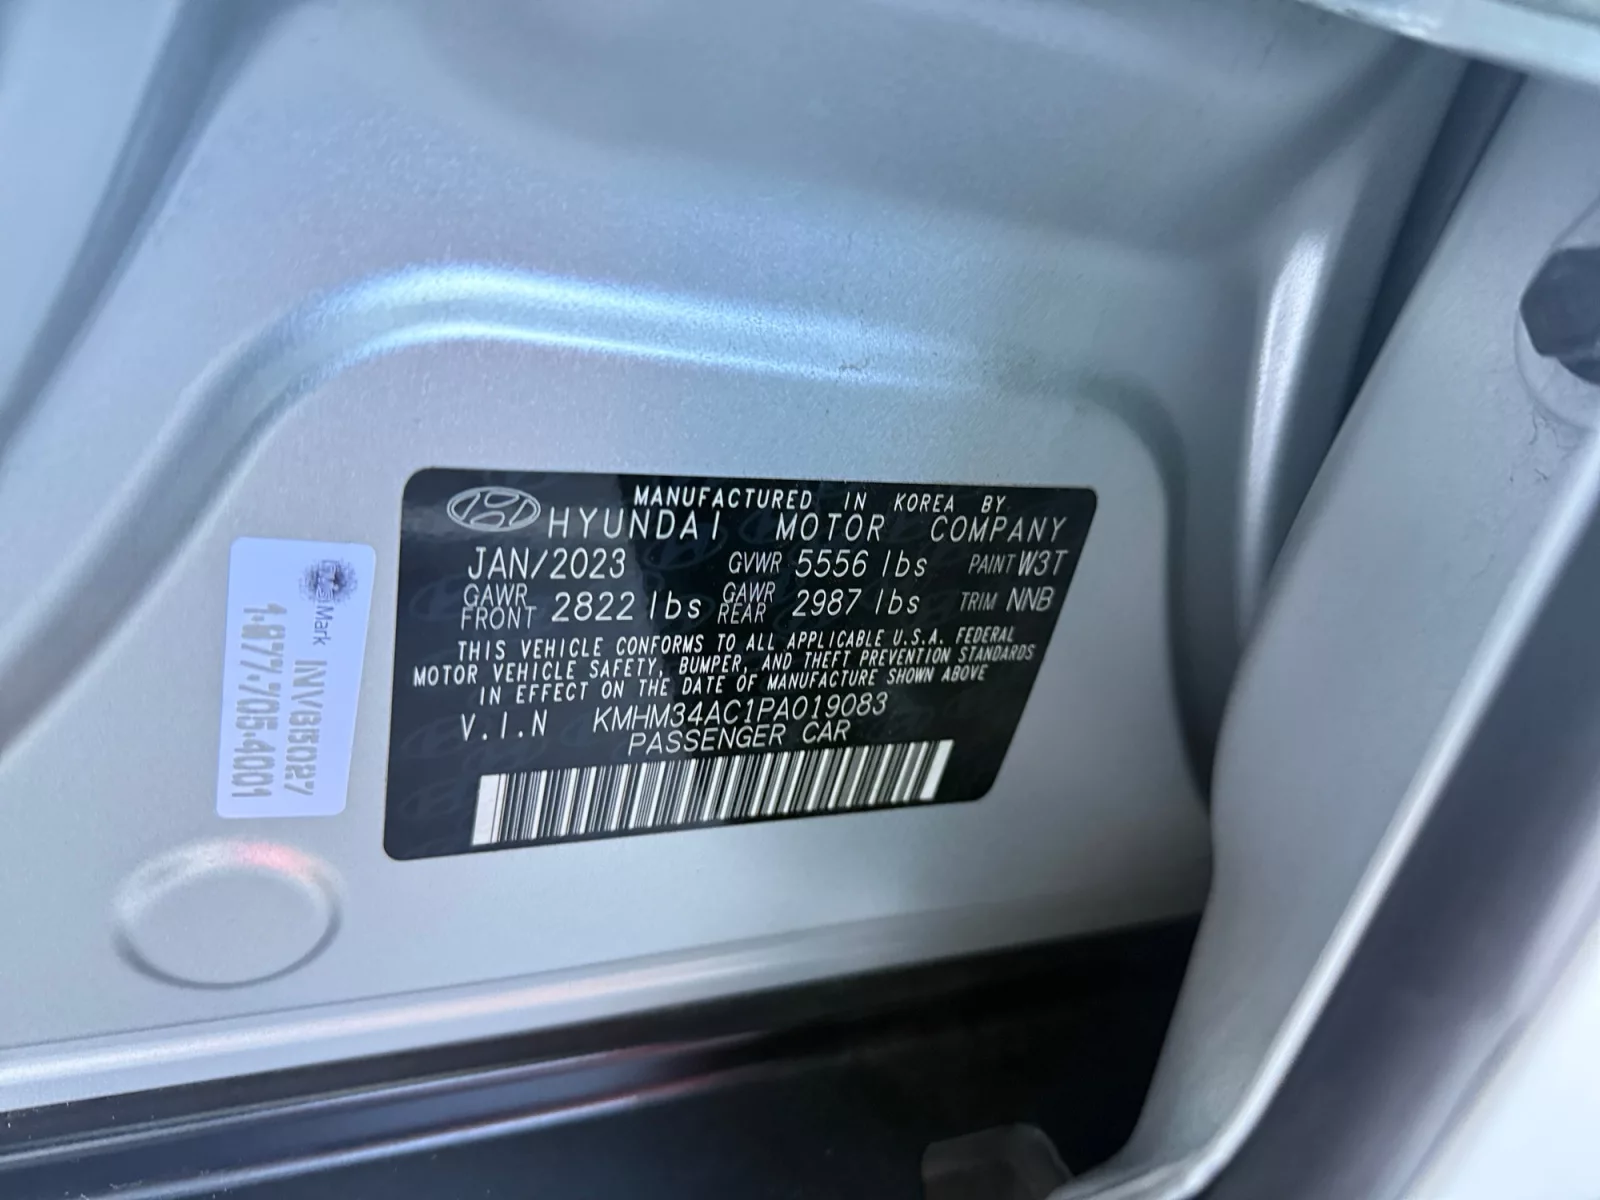 MANUFACTURED IN KOREA BY
HYUNDAI MOTOR COMPANY
JAN/2023 GVWR 5556 lbs PAINT W3T
GAWR FRONT 2822 lbs GAWR REAR 2987 lbs TRIM NNB
THIS VEHICLE CONFORMS TO ALL APPLICABLE U.S.A. FEDERAL
MOTOR VEHICLE SAFETY, BUMPER, AND THEFT PREVENTION STANDARDS
IN EFFECT ON THE DATE OF MANUFACTURE SHOWN ABOVE
V.I.N KMHM34AC1PA019083
PASSENGER CAR
Mark
1·877·705·4001